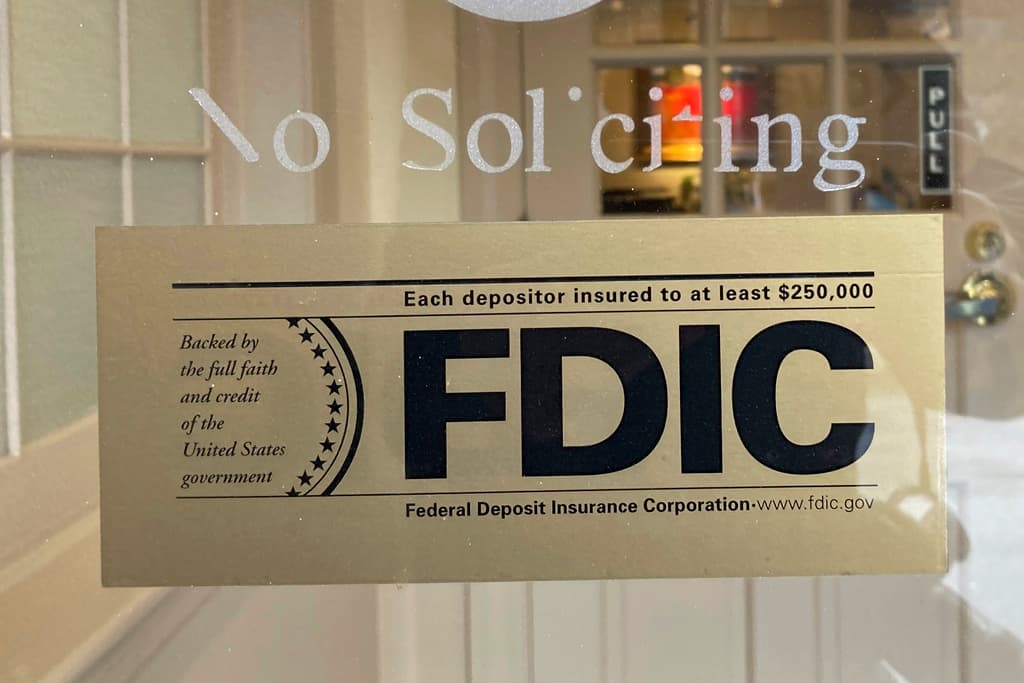 No Soliciting
PULL
Each depositor insured to at least $250,000
Backed by
the full faith
and credit
of the
United States
government
FDIC
Federal Deposit Insurance Corporation•www.fdic.gov